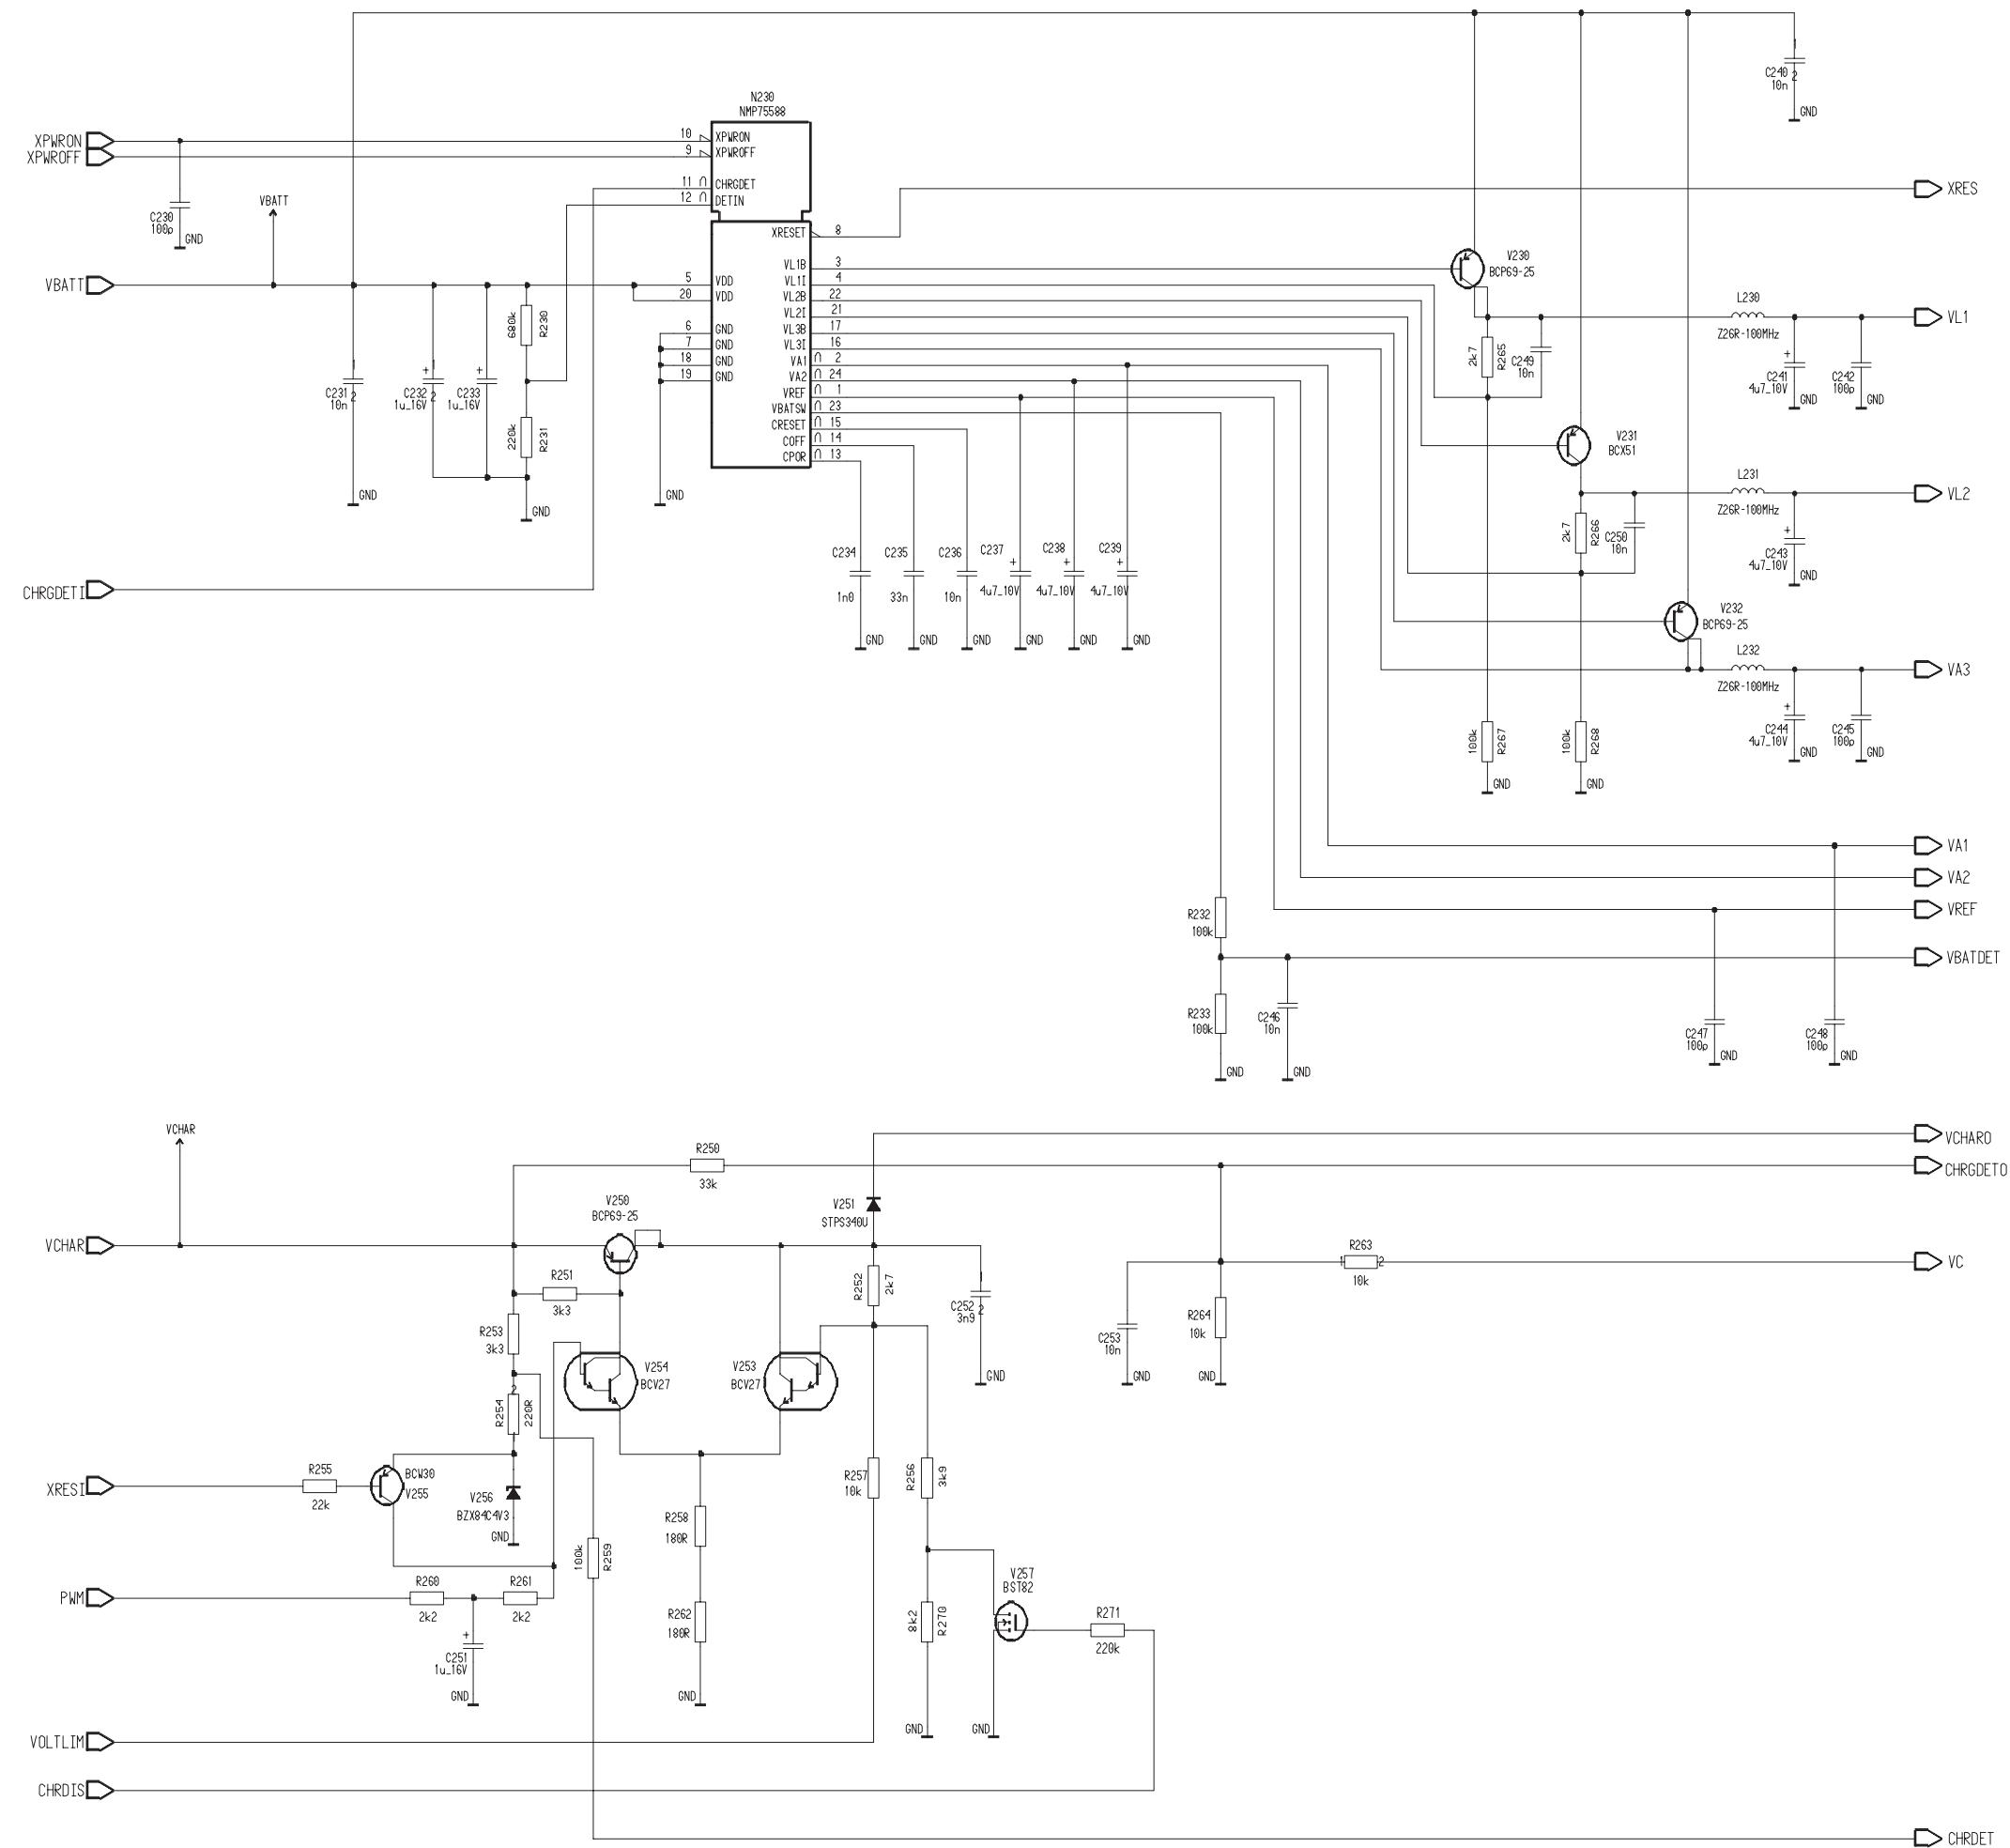 C240
2
10n
GND
N230
NMP75588
XPWRON
XPWROFF
10 XPWRON
9 XPWROFF
11 CHRGDET
12 DETIN
C230
100p
GND
VBATT
XRES
XRESET 8
VL1B 3
VL1I 4
VL2B 22
VL2I 21
VL3B 17
VL3I 16
VA1 2
VA2 24
VREF 1
VBATSW 23
CRESET 15
COFF 14
CPOR 13
5 VDD
20 VDD
6 GND
7 GND
18 GND
19 GND
VBATT
V230
BCP69-25
L230
Z26R-100MHz
VL1
680k
R230
2k7
R265
C249
10n
C231 2
10n
C232 2
1u_16V
C233
1u_16V
220k
R231
C241
4u7_10V
GND
C242
100p
GND
V231
BCX51
L231
Z26R-100MHz
VL2
GND
GND
GND
2k7
R266
C250
10n
C243
4u7_10V
GND
C234
1n0
GND
C235
33n
GND
C236
10n
GND
C237
4u7_10V
GND
C238
4u7_10V
GND
C239
4u7_10V
GND
CHRGDETI
V232
BCP69-25
L232
Z26R-100MHz
VA3
100k
R267
GND
100k
R268
GND
C244
4u7_10V
GND
C245
100p
GND
VA1
VA2
VREF
VBATDET
R232
100k
R233
100k
GND
C246
10n
GND
C247
100p
GND
C248
100p
GND
VCHAR
VCHARO
CHRGDETO
R250
33k
V250
BCP69-25
V251
STPS340U
VCHAR
R263
1 2
10k
VC
R251
3k3
R252
2k7
C252 2
3n9
GND
R253
3k3
R264
10k
GND
C253
10n
GND
V254
BCV27
V253
BCV27
2
R254
220R
1
XRESI
R255
22k
BCW30
V255
V256
BZX84C4V3
GND
R257
10k
R256
3k9
R258
180R
100k
R259
V257
BST82
PWM
R260
2k2
R261
2k2
R262
180R
GND
8k2
R270
GND
GND
R271
220k
C251
1u_16V
GND
VOLTLIM
CHRDIS
CHRDET